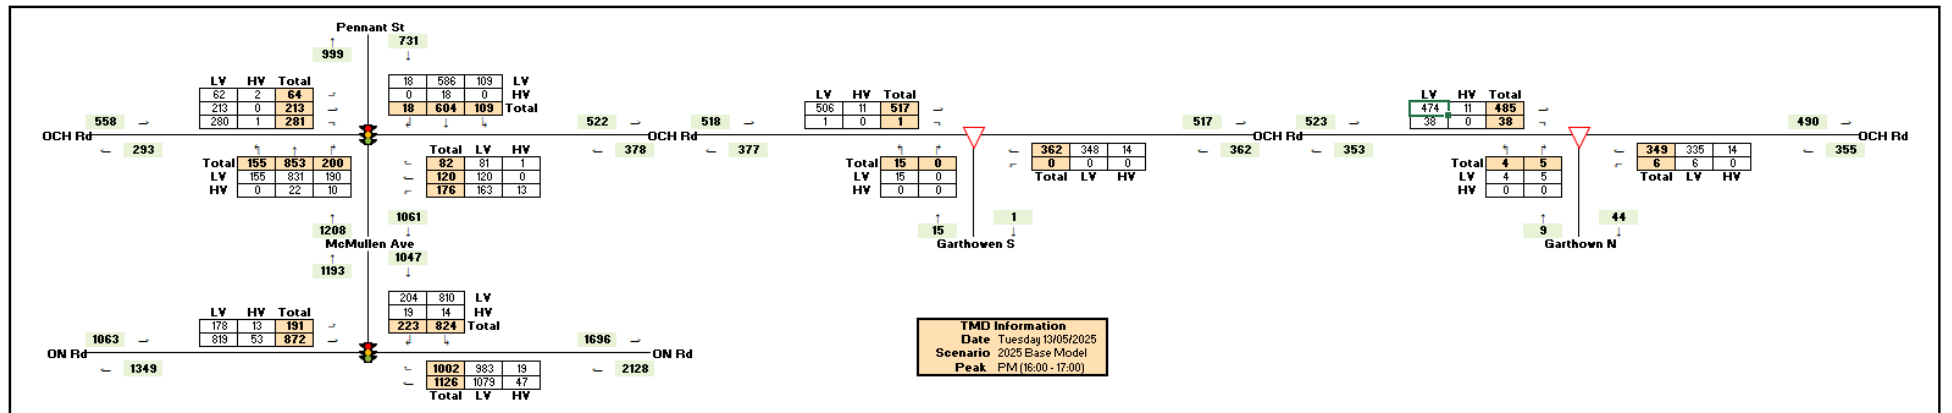 Pennant St
999 731
LV HV Total
62 2 64
213 0 213
280 1 281
18 586 109 LV
0 18 0 HV
18 604 109 Total
558 522
OCH Rd OCH Rd
293 378
Total 155 853 200
LV 155 831 190
HV 0 22 10
Total LV HV
82 81 1
120 120 0
176 163 13
1208 1061
McMullen Ave
1193 1047
LV HV Total
178 13 191
819 53 872
204 810 LV
19 14 HV
223 824 Total
1063 1696
ON Rd ON Rd
1349 2128
1002 983 19
1126 1079 47
Total LV HV
LV HV Total
506 11 517
1 0 1
518 517
OCH Rd
377 362
Total 15 0
LV 15 0
HV 0 0
362 348 14
0 0 0
Total LV HV
15 1
Garthowen S
LV HV Total
474 11 485
38 0 38
523 490
OCH Rd
353 355
Total 4 5
LV 4 5
HV 0 0
349 335 14
6 6 0
Total LV HV
9 44
Garthown N
TMD Information
Date Tuesday 13/05/2025
Scenario 2025 Base Model
Peak PM (16:00 - 17:00)